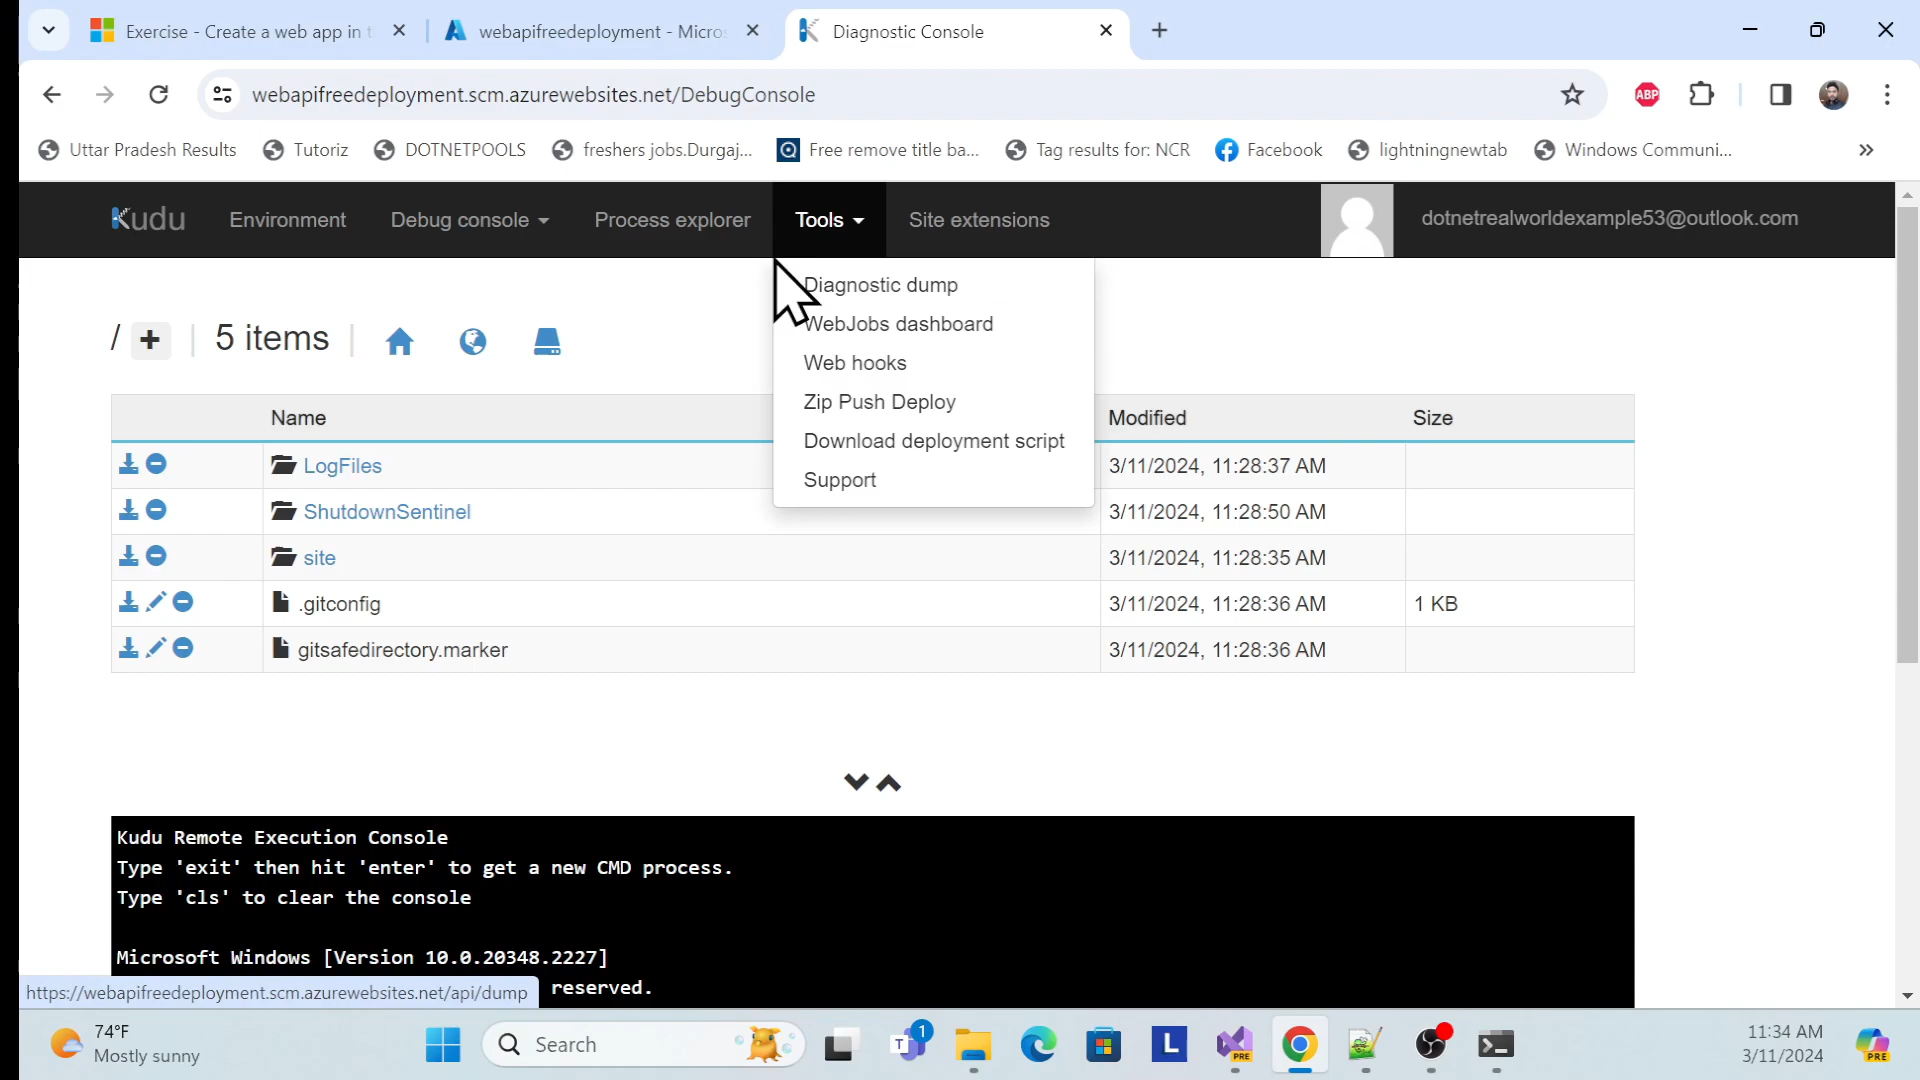 Exercise - Create a web app in t
webapifreedeployment - Micros
Diagnostic Console
webapifreedeployment.scm.azurewebsites.net/DebugConsole
ABP
Uttar Pradesh Results
Tutoriz
DOTNETPOOLS
freshers jobs.Durgaj...
Free remove title ba...
Tag results for: NCR
Facebook
lightningnewtab
Windows Communi...
»
Kudu
Environment
Debug console
Process explorer
Tools
Site extensions
dotnetrealworldexample53@outlook.com
Diagnostic dump
WebJobs dashboard
Web hooks
Zip Push Deploy
Download deployment script
Support
/ + | 5 items |
Name Modified Size
LogFiles 3/11/2024, 11:28:37 AM
ShutdownSentinel 3/11/2024, 11:28:50 AM
site 3/11/2024, 11:28:35 AM
.gitconfig 3/11/2024, 11:28:36 AM 1 KB
gitsafedirectory.marker 3/11/2024, 11:28:36 AM
Kudu Remote Execution Console
Type 'exit' then hit 'enter' to get a new CMD process.
Type 'cls' to clear the console
Microsoft Windows [Version 10.0.20348.2227]
reserved.
https://webapifreedeployment.scm.azurewebsites.net/api/dump
74°F
Mostly sunny
Search
T
1
L
PRE
11:34 AM
3/11/2024
PRE